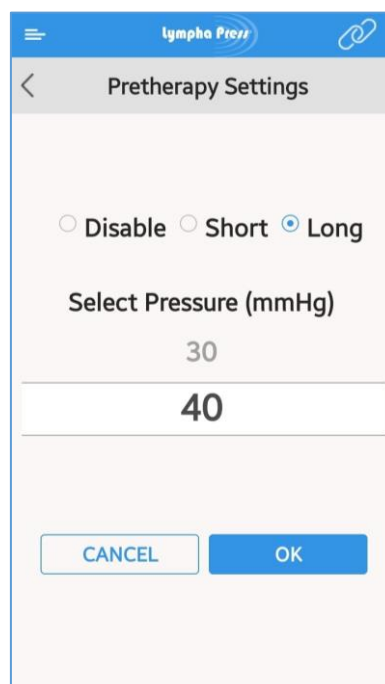 Lympha Press
Pretherapy Settings
Disable Short Long
Select Pressure (mmHg)
30
40
CANCEL OK